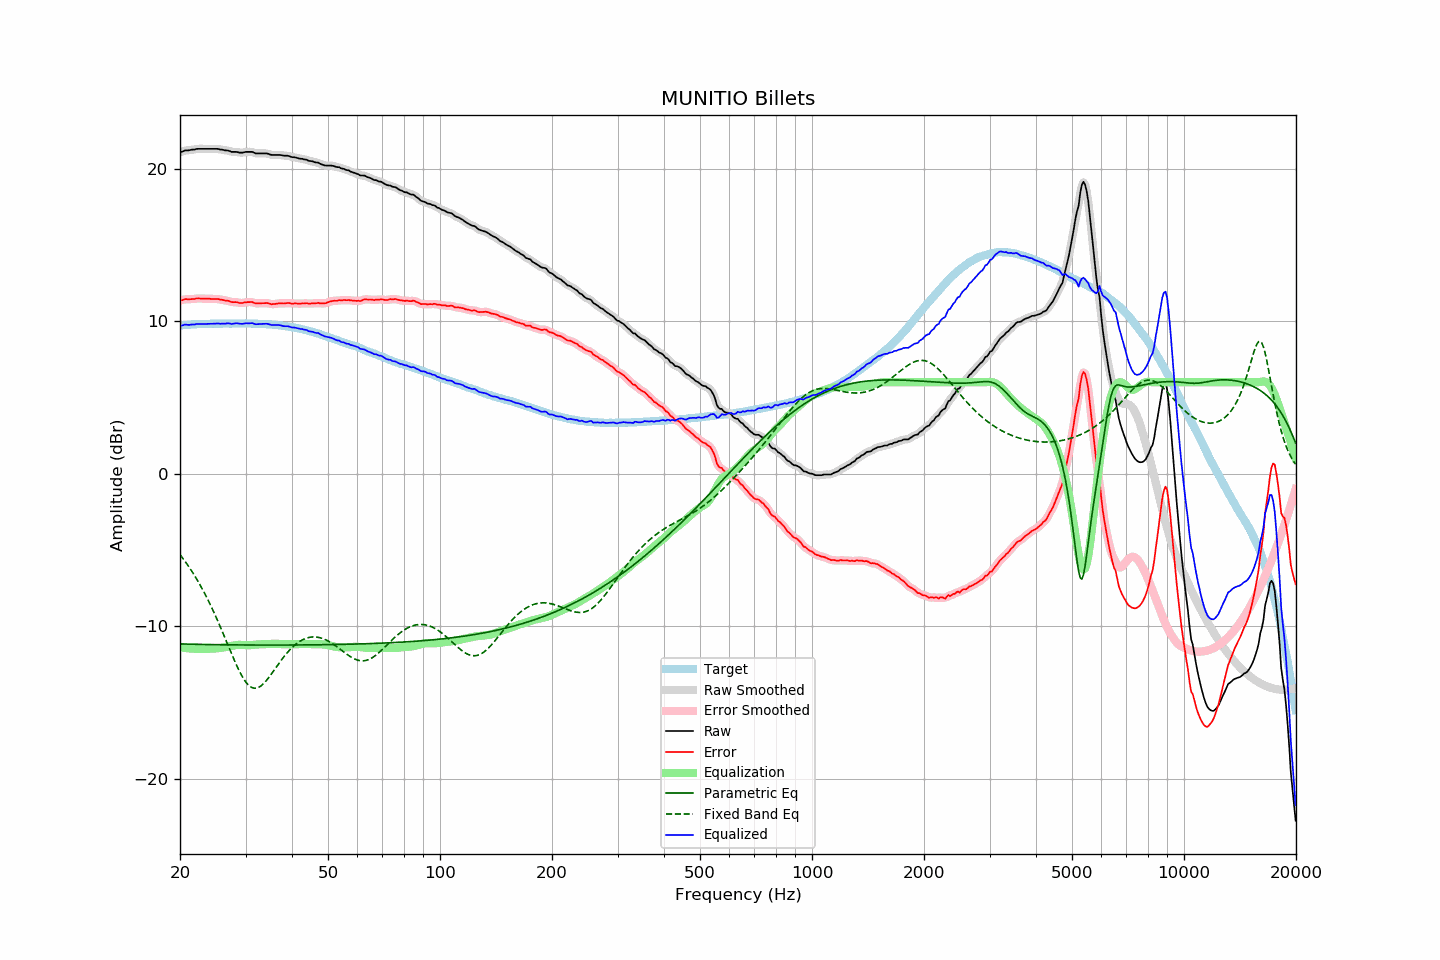 MUNITIO Billets
20
10
0
−10
−20
Amplitude (dBr)
20
50
100
200
500
1000
2000
5000
10000
20000
Frequency (Hz)
Target
Raw Smoothed
Error Smoothed
Raw
Error
Equalization
Parametric Eq
Fixed Band Eq
Equalized